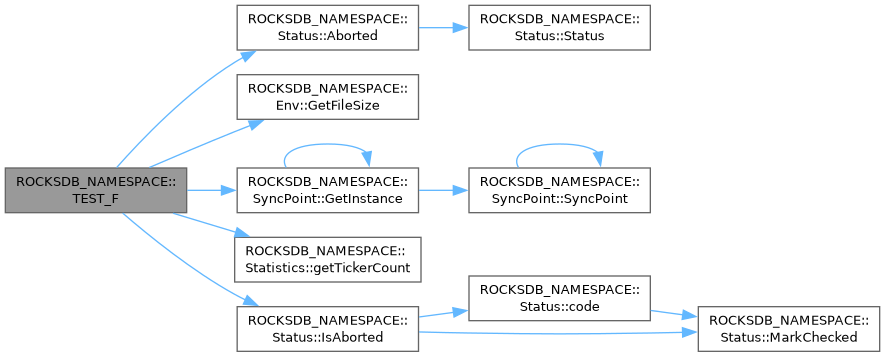 ROCKSDB_NAMESPACE::
TEST_F
ROCKSDB_NAMESPACE::
Status::Aborted
ROCKSDB_NAMESPACE::
Status::Status
ROCKSDB_NAMESPACE::
Env::GetFileSize
ROCKSDB_NAMESPACE::
SyncPoint::GetInstance
ROCKSDB_NAMESPACE::
SyncPoint::SyncPoint
ROCKSDB_NAMESPACE::
Statistics::getTickerCount
ROCKSDB_NAMESPACE::
Status::IsAborted
ROCKSDB_NAMESPACE::
Status::code
ROCKSDB_NAMESPACE::
Status::MarkChecked